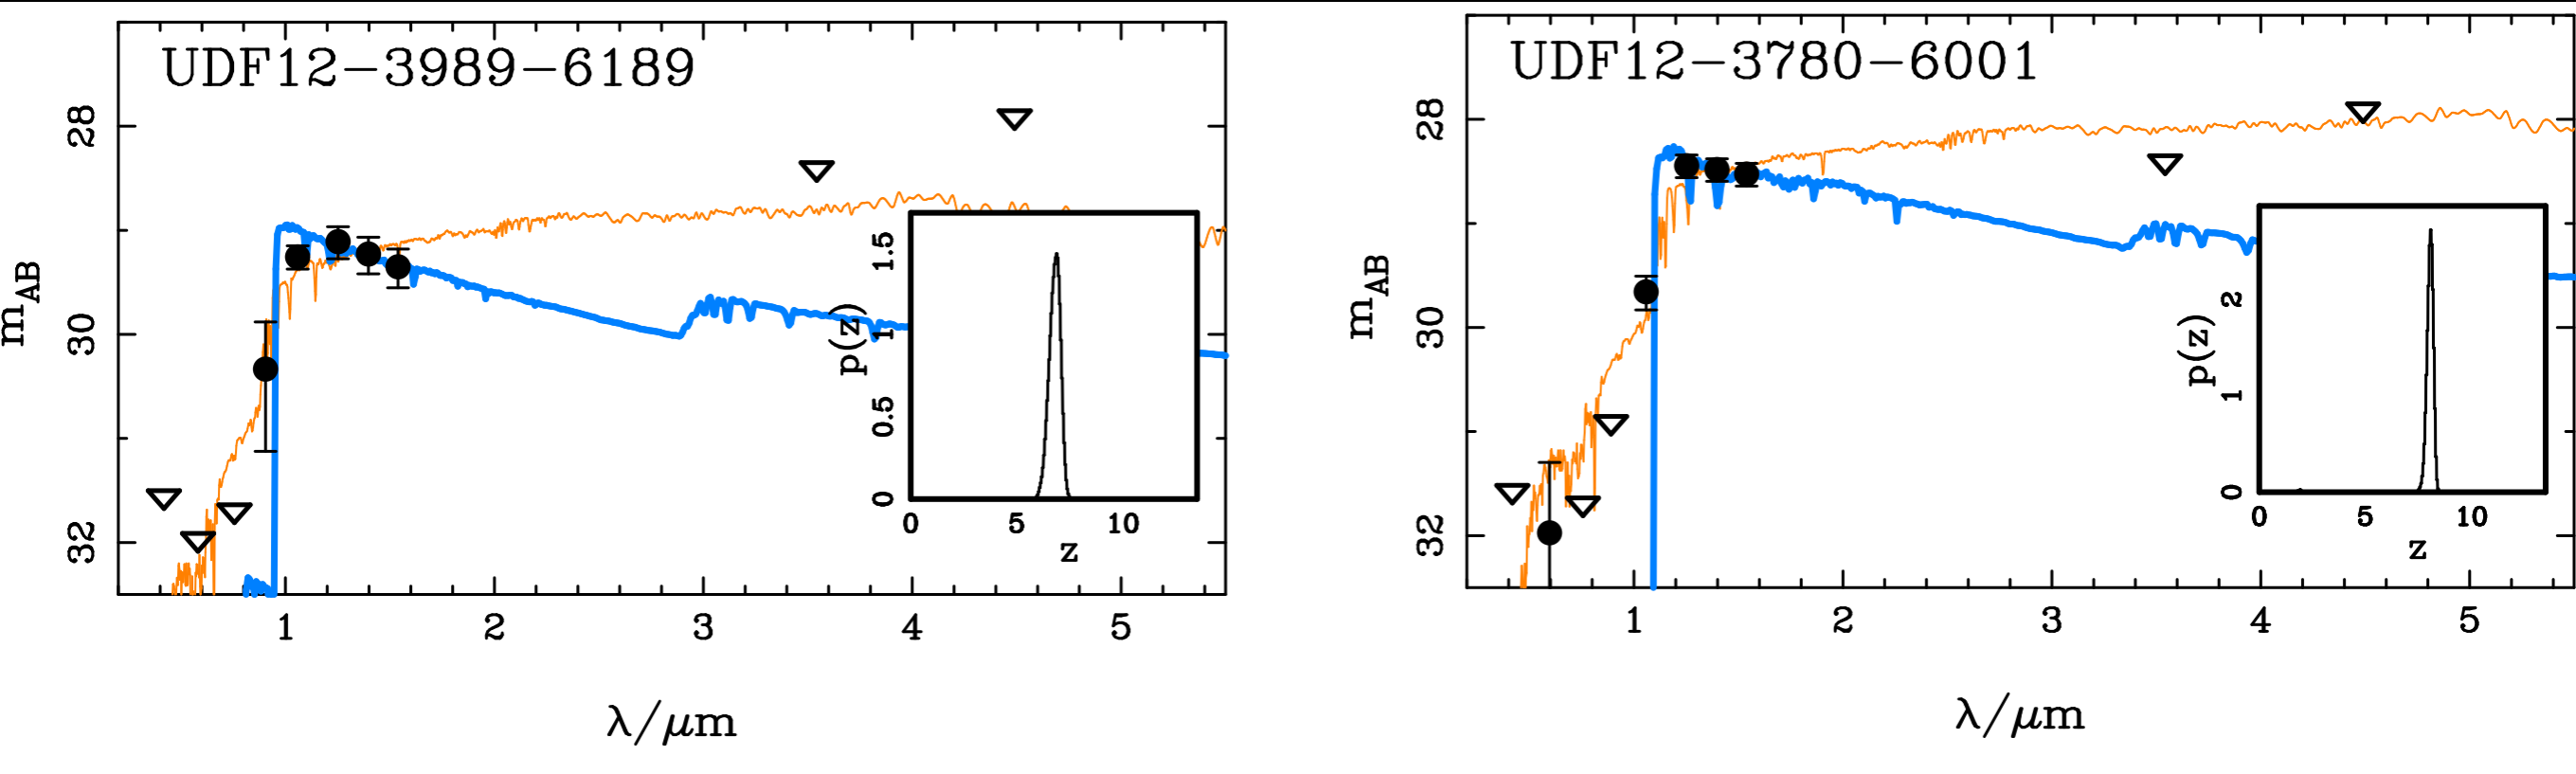 UDF12-3989-6189
28
30
32
m_AB
1 2 3 4 5
λ/μm
p(z)
0 0.5 1 1.5
0 5 10
z
UDF12-3780-6001
28
30
32
m_AB
1 2 3 4 5
λ/μm
p(z)
0 1 2
0 5 10
z